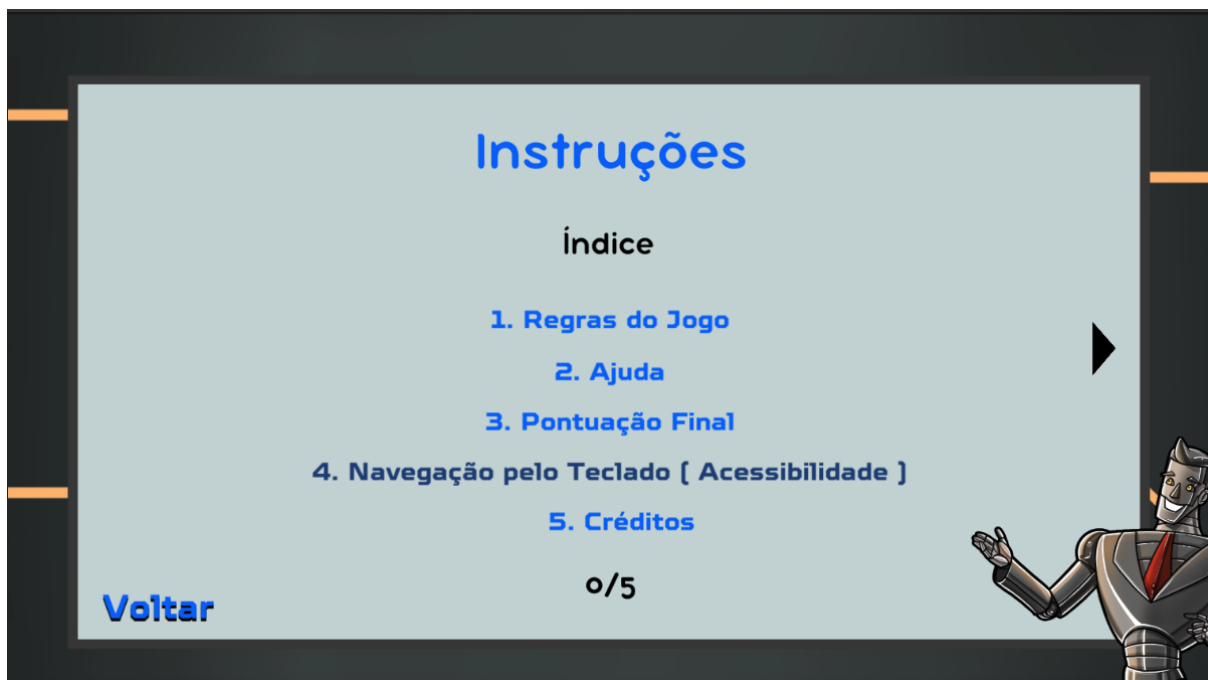 Instruções
Índice
1. Regras do Jogo
2. Ajuda
3. Pontuação Final
4. Navegação pelo Teclado [ Acessibilidade ]
5. Créditos
0/5
Voltar